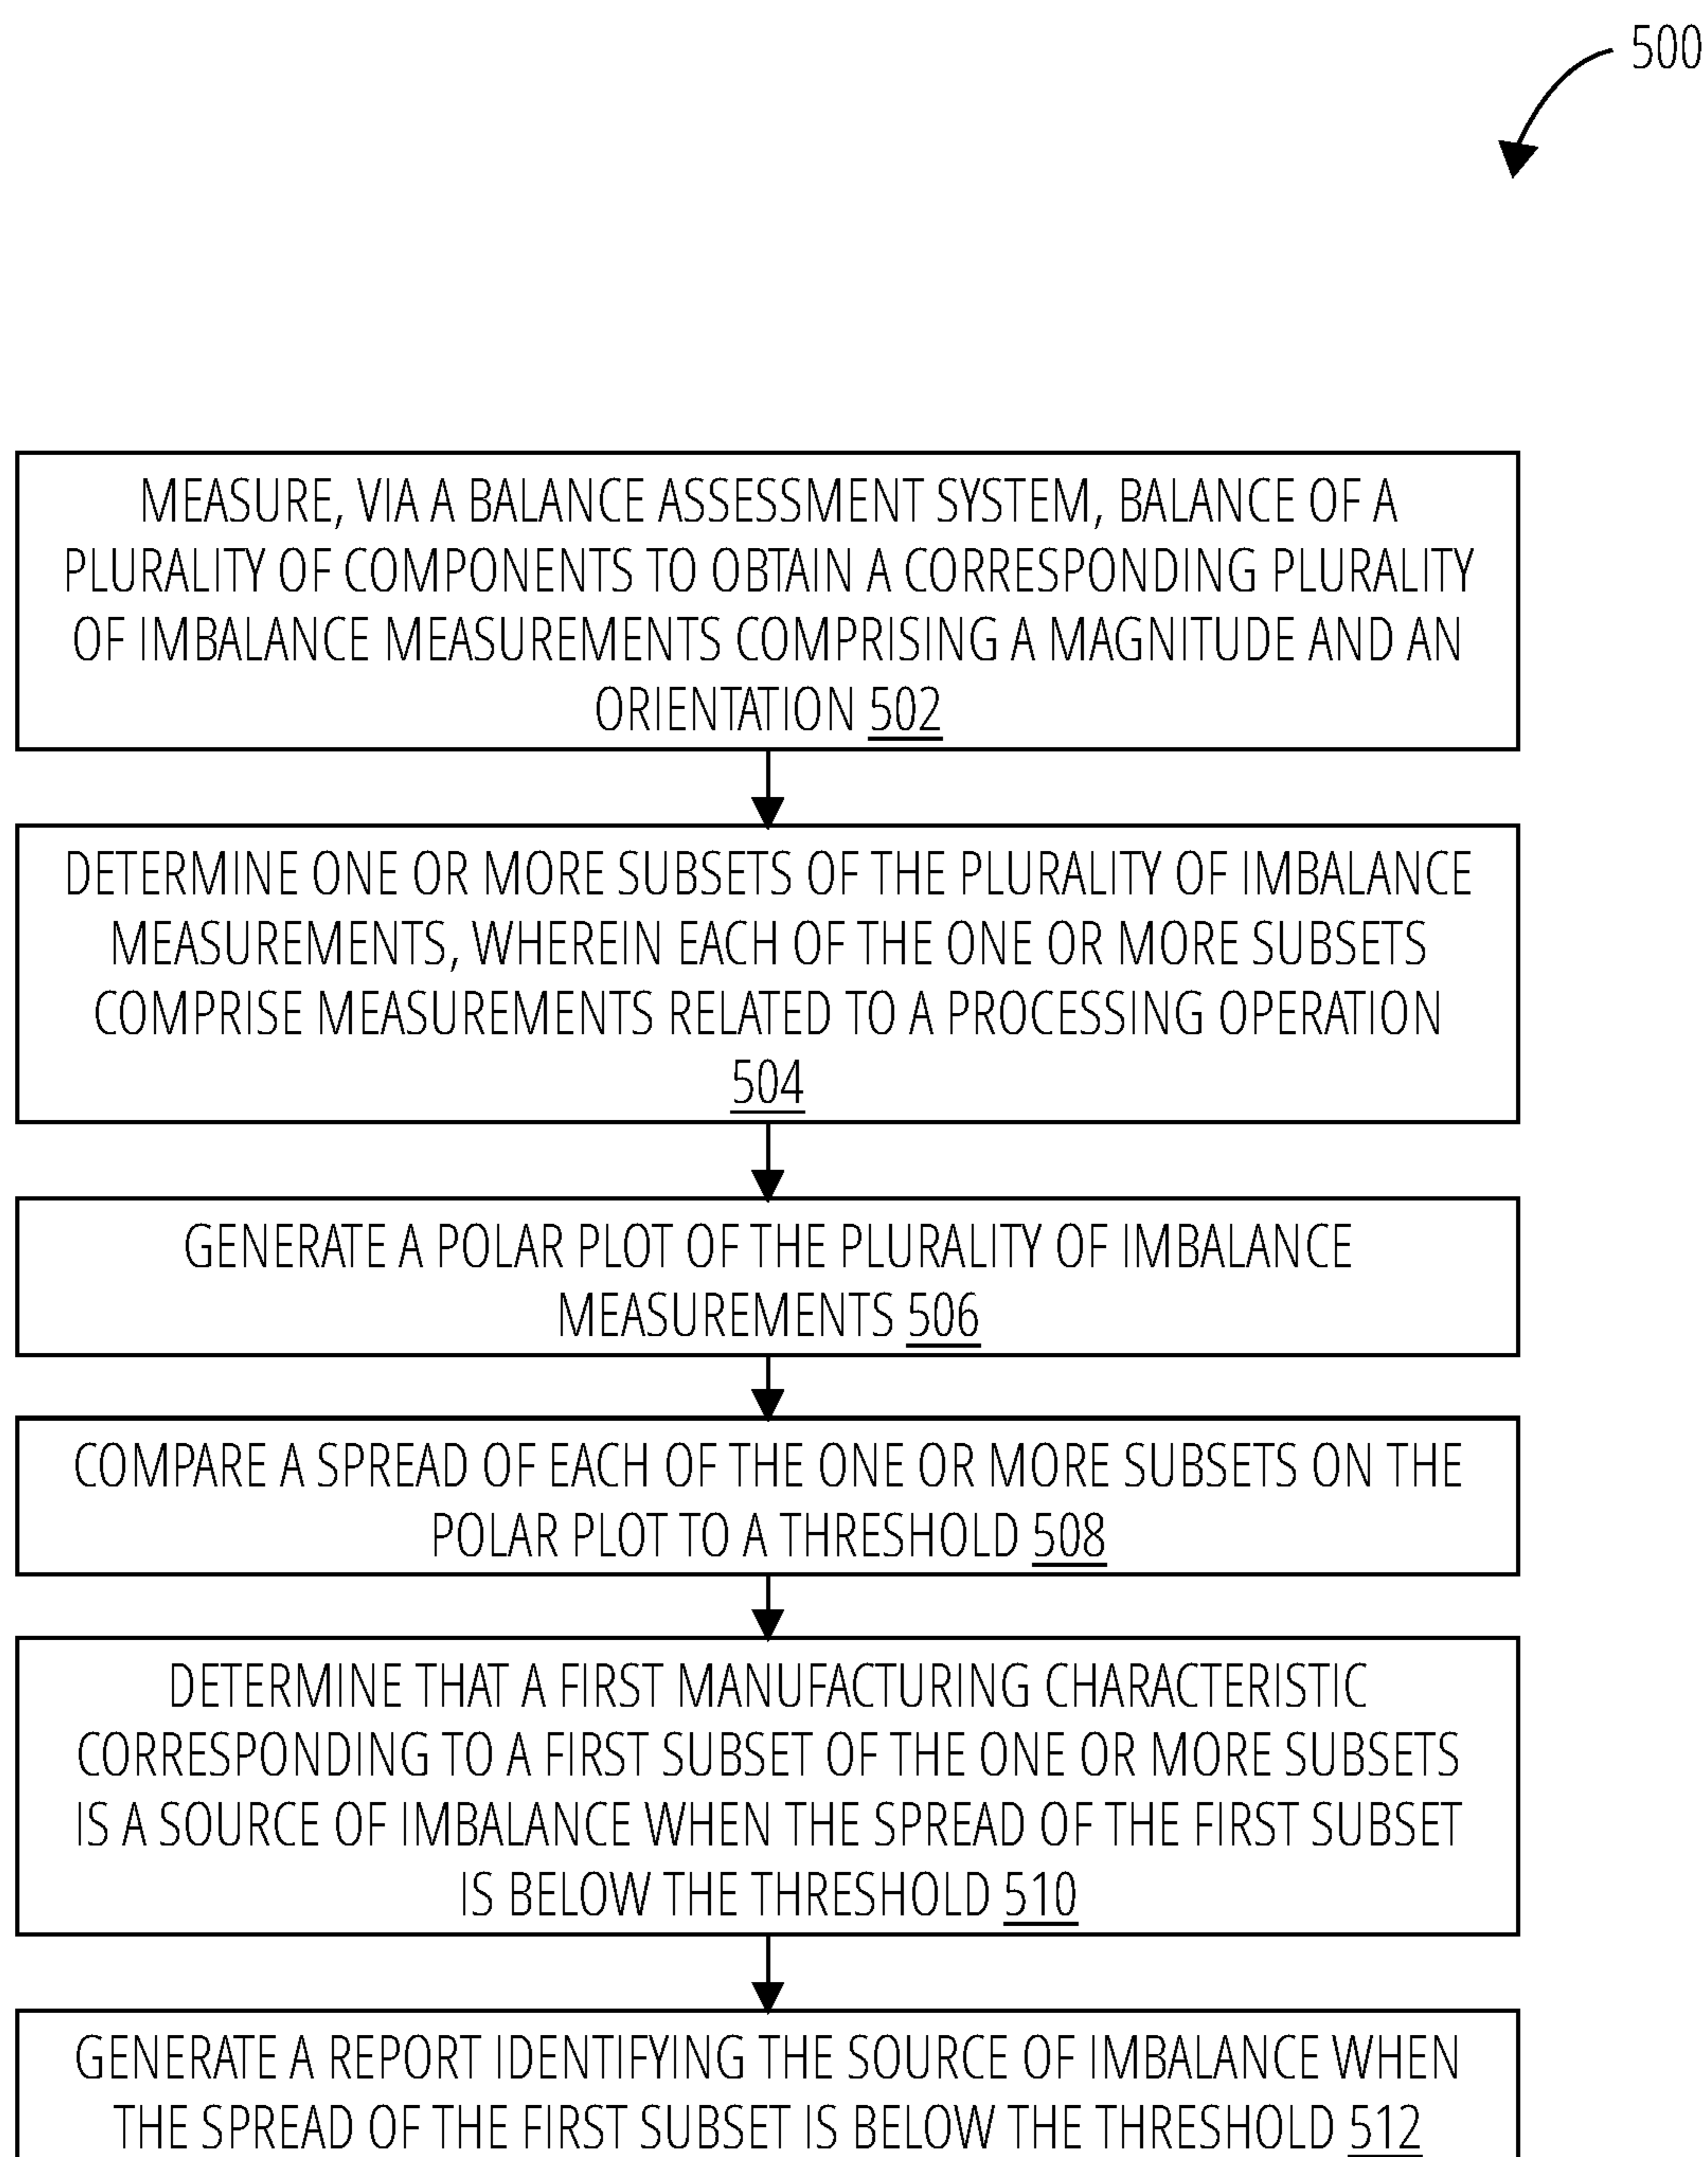 500
MEASURE, VIA A BALANCE ASSESSMENT SYSTEM, BALANCE OF A
PLURALITY OF COMPONENTS TO OBTAIN A CORRESPONDING PLURALITY
OF IMBALANCE MEASUREMENTS COMPRISING A MAGNITUDE AND AN
ORIENTATION 502
DETERMINE ONE OR MORE SUBSETS OF THE PLURALITY OF IMBALANCE
MEASUREMENTS, WHEREIN EACH OF THE ONE OR MORE SUBSETS
COMPRISE MEASUREMENTS RELATED TO A PROCESSING OPERATION
504
GENERATE A POLAR PLOT OF THE PLURALITY OF IMBALANCE
MEASUREMENTS 506
COMPARE A SPREAD OF EACH OF THE ONE OR MORE SUBSETS ON THE
POLAR PLOT TO A THRESHOLD 508
DETERMINE THAT A FIRST MANUFACTURING CHARACTERISTIC
CORRESPONDING TO A FIRST SUBSET OF THE ONE OR MORE SUBSETS
IS A SOURCE OF IMBALANCE WHEN THE SPREAD OF THE FIRST SUBSET
IS BELOW THE THRESHOLD 510
GENERATE A REPORT IDENTIFYING THE SOURCE OF IMBALANCE WHEN
THE SPREAD OF THE FIRST SUBSET IS BELOW THE THRESHOLD 512